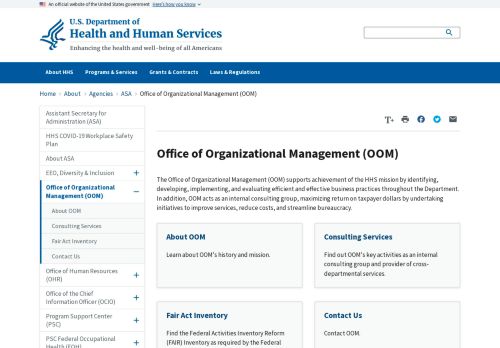 An official website of the United States government Here's how you know
U.S. Department of
Health and Human Services
Enhancing the health and well-being of all Americans
About HHS Programs & Services Grants & Contracts Laws & Regulations
Home > About > Agencies > ASA > Office of Organizational Management (OOM)
Assistant Secretary for
Administration (ASA)
HHS COVID-19 Workplace Safety
Plan
About ASA
EEO, Diversity & Inclusion +
Office of Organizational
Management (OOM) −
About OOM
Consulting Services
Fair Act Inventory
Contact Us
Office of Human Resources
(OHR) +
Office of the Chief
Information Officer (OCIO) +
Program Support Center
(PSC) +
PSC Federal Occupational
Health (FOH)
T+
Office of Organizational Management (OOM)
The Office of Organizational Management (OOM) supports achievement of the HHS mission by identifying,
developing, implementing, and evaluating efficient and effective business practices throughout the Department.
In addition, OOM acts as an internal consulting group, maximizing return on taxpayer dollars by undertaking
initiatives to improve services, reduce costs, and streamline bureaucracy.
About OOM
Learn about OOM's history and mission.
Consulting Services
Find out OOM's key activities as an internal
consulting group and provider of cross-
departmental services.
Fair Act Inventory
Find the Federal Activities Inventory Reform
(FAIR) Inventory as required by the Federal
Contact Us
Contact OOM.